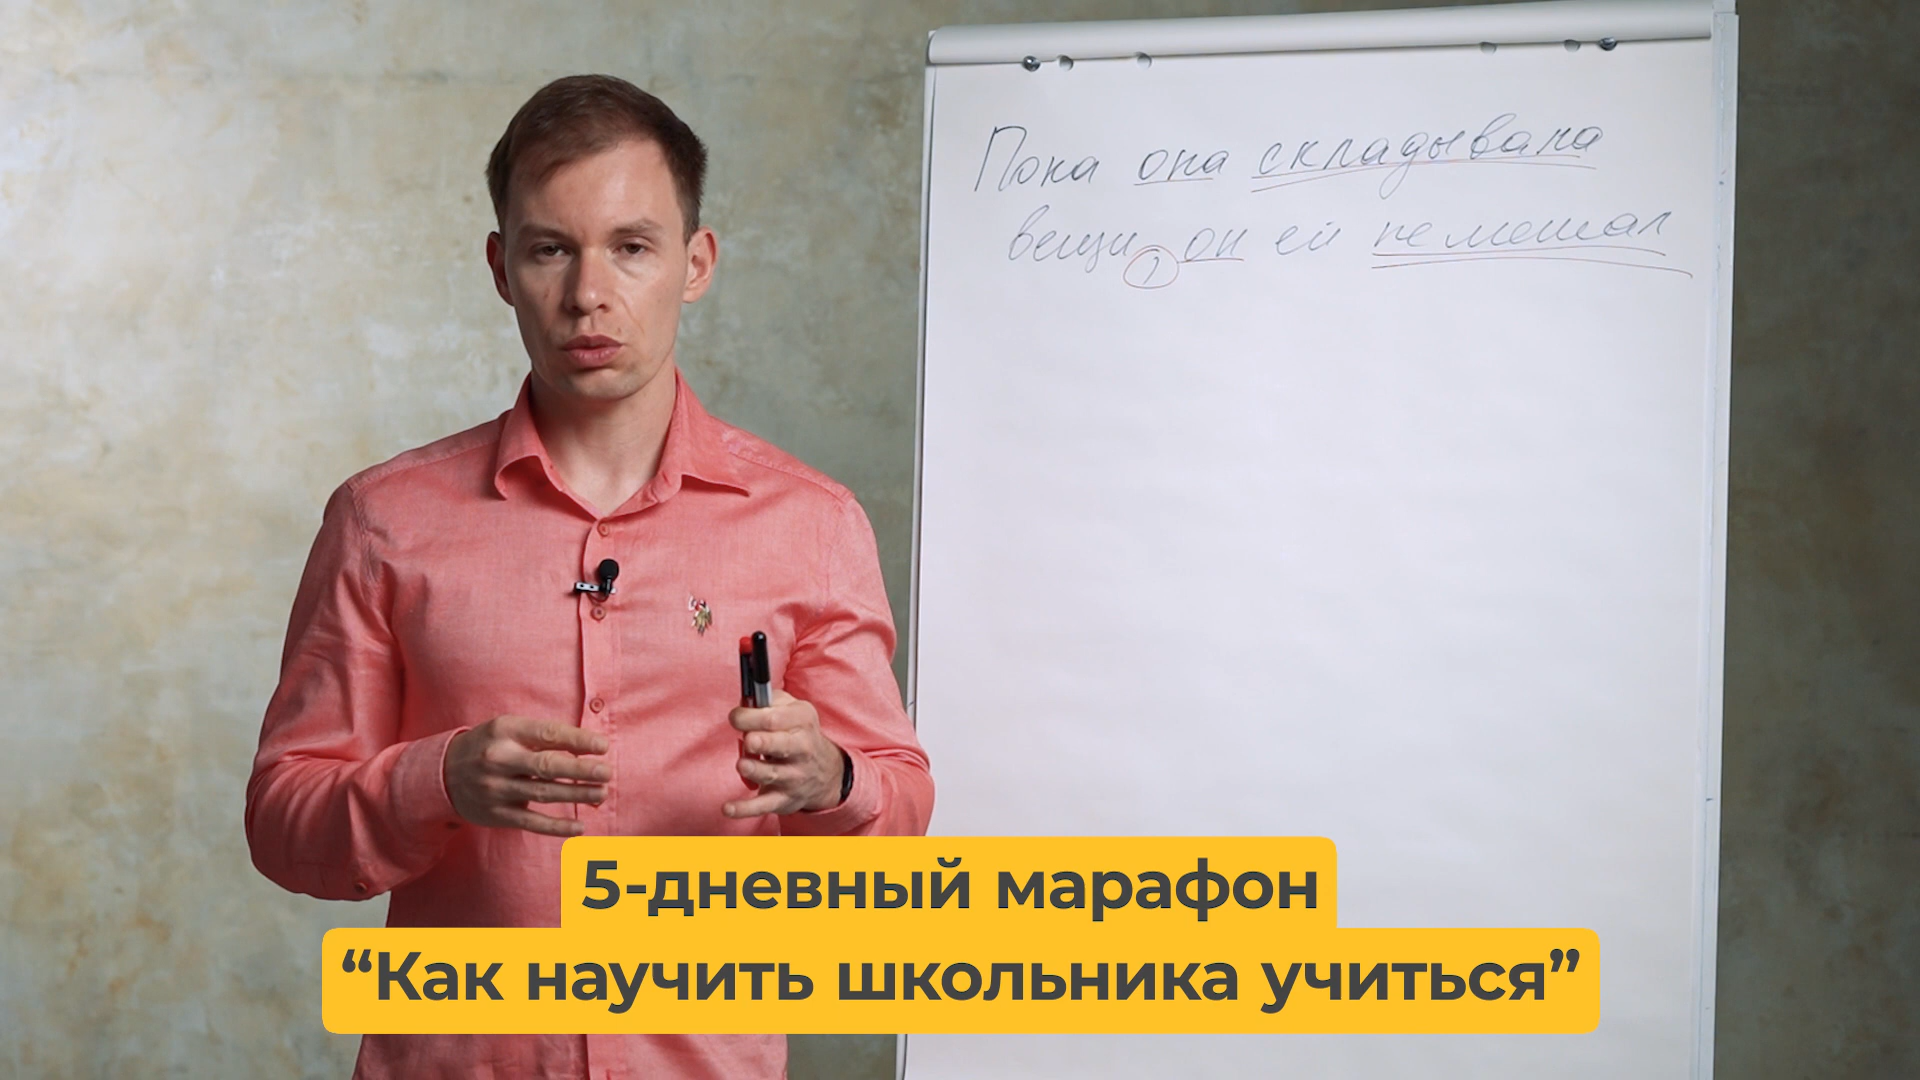 Пока она складывала
вещи, он ей не мешал
5-дневный марафон
“Как научить школьника учиться”